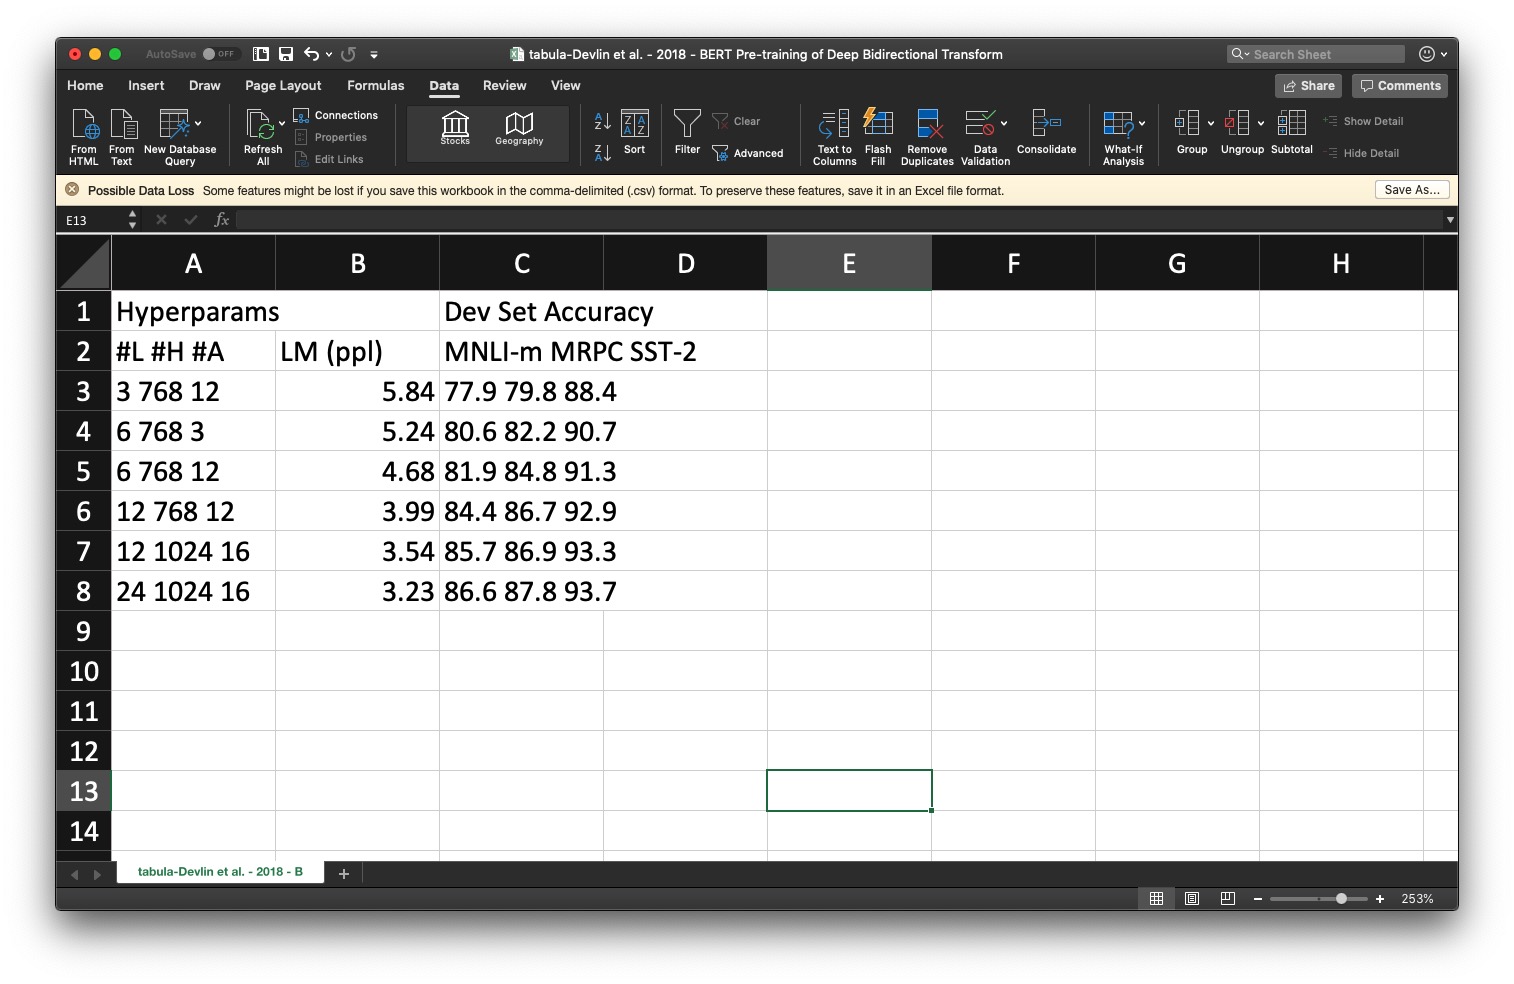 AutoSave OFF tabula-Devlin et al. - 2018 - BERT Pre-training of Deep Bidirectional Transform Search Sheet
Home Insert Draw Page Layout Formulas Data Review View Share Comments
From HTML From Text New Database Query Refresh All Connections Properties Edit Links Stocks Geography Sort Filter Clear Advanced Text to Columns Flash Fill Remove Duplicates Data Validation Consolidate What-If Analysis Group Ungroup Subtotal Show Detail Hide Detail
Possible Data Loss Some features might be lost if you save this workbook in the comma-delimited (.csv) format. To preserve these features, save it in an Excel file format. Save As...
E13 fx
A B C D E F G H
1 Hyperparams Dev Set Accuracy
2 #L #H #A LM (ppl) MNLI-m MRPC SST-2
3 3 768 12 5.84 77.9 79.8 88.4
4 6 768 3 5.24 80.6 82.2 90.7
5 6 768 12 4.68 81.9 84.8 91.3
6 12 768 12 3.99 84.4 86.7 92.9
7 12 1024 16 3.54 85.7 86.9 93.3
8 24 1024 16 3.23 86.6 87.8 93.7
9
10
11
12
13
14
tabula-Devlin et al. - 2018 - B +
253%